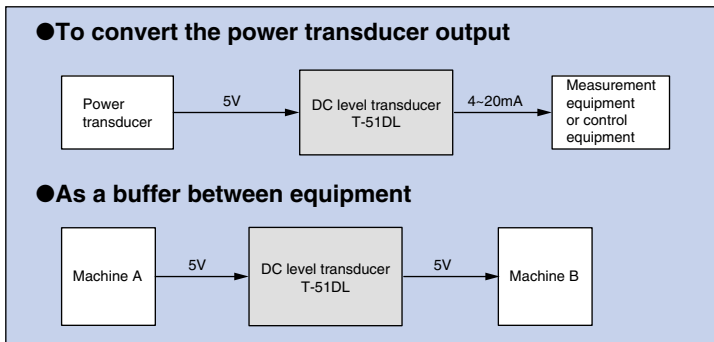 ●To convert the power transducer output
Power
transducer
5V
DC level transducer
T-51DL
4~20mA
Measurement
equipment
or control
equipment
●As a buffer between equipment
Machine A
5V
DC level transducer
T-51DL
5V
Machine B